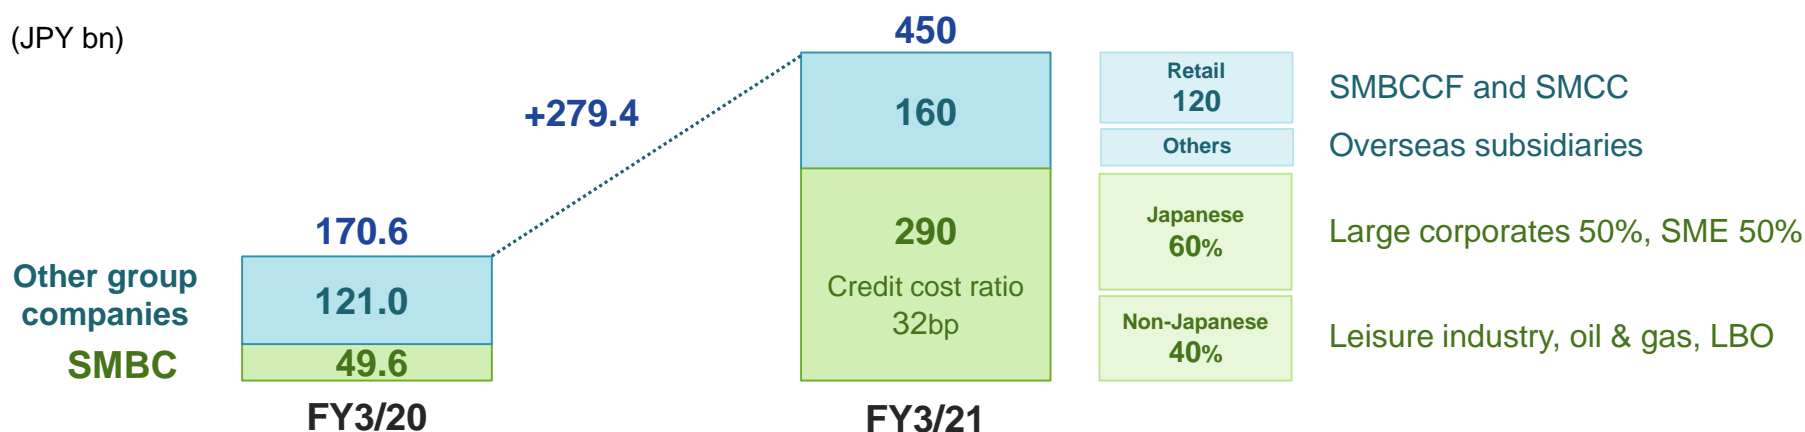 (JPY bn)
450
Retail
120
SMBCCF and SMCC
160
+279.4
Others
Overseas subsidiaries
170.6
290
Japanese
60%
Large corporates 50%, SME 50%
Other group
companies
121.0
Credit cost ratio
32bp
Non-Japanese
40%
Leisure industry, oil & gas, LBO
SMBC
49.6
FY3/20
FY3/21